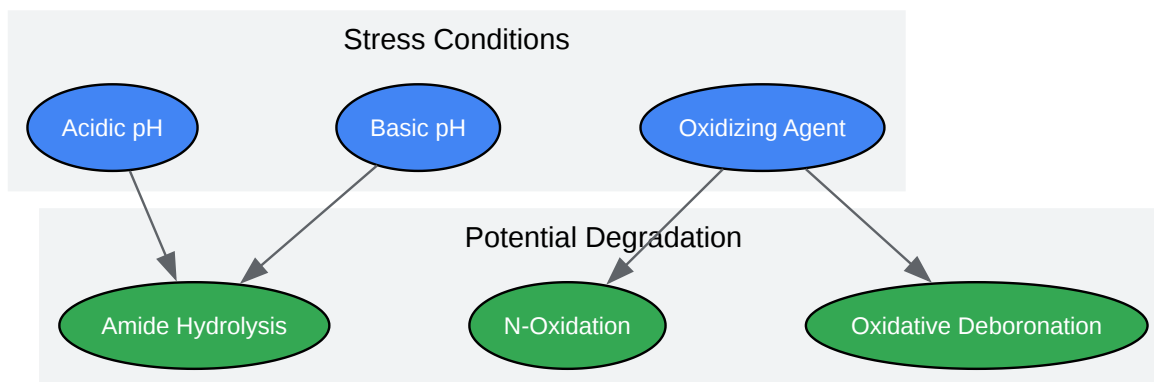 Stress Conditions
Acidic pH
Basic pH
Oxidizing Agent
Potential Degradation
Amide Hydrolysis
N-Oxidation
Oxidative Deboronation